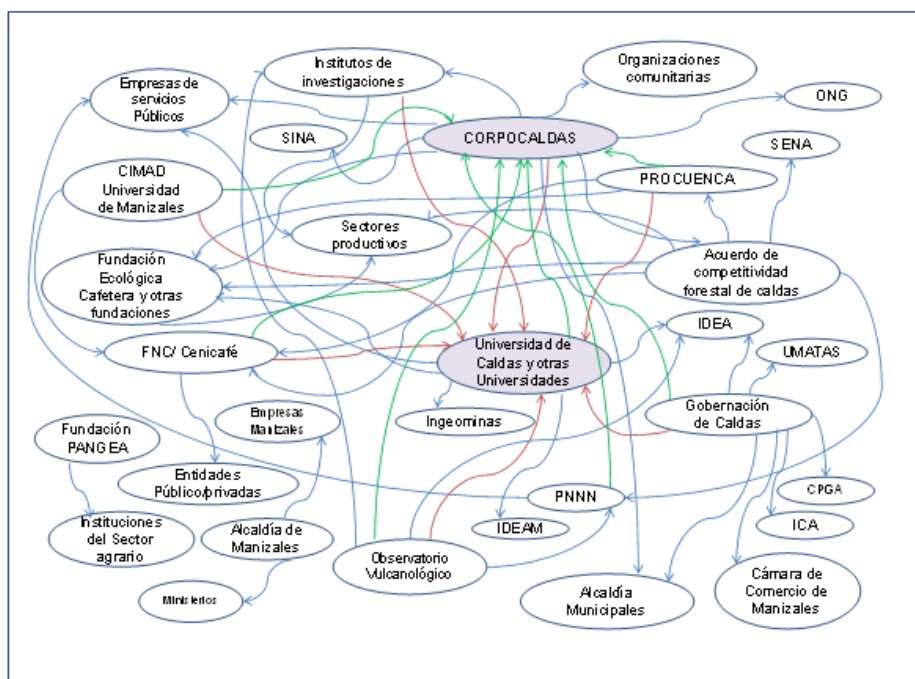 Institutos de
investigaciones
Organizaciones
comunitarias
Empresas de
servicios
Públicos
ONG
SINA
CORPOCALDAS
SENA
CIMAD
Universidad
de Manizales
PROCUENCA
Sectores
productivos
Fundación
Ecológica
Cafetera y otras
fundaciones
Acuerdo de
competitividad
forestal de caldas
IDEA
FNC/ Cenicafé
Universidad de
Caldas y otras
Universidades
UMATAS
Empresas
Manizales
Ingeominas
Gobernación
de Caldas
Fundación
PANGEA
Entidades
Público/privadas
PNNN
CPGA
Instituciones
del Sector
agrario
Alcaldía de
Manizales
IDEAM
ICA
Observatorio
Vulcanológico
Ministerios
Alcaldía
Municipales
Cámara de
Comercio de
Manizales